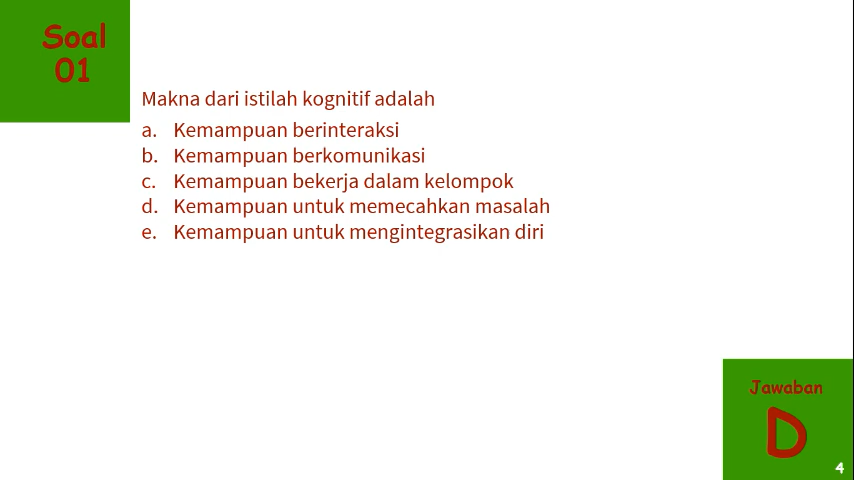 Soal
01
Makna dari istilah kognitif adalah
a. Kemampuan berinteraksi
b. Kemampuan berkomunikasi
c. Kemampuan bekerja dalam kelompok
d. Kemampuan untuk memecahkan masalah
e. Kemampuan untuk mengintegrasikan diri
Jawaban
D
4